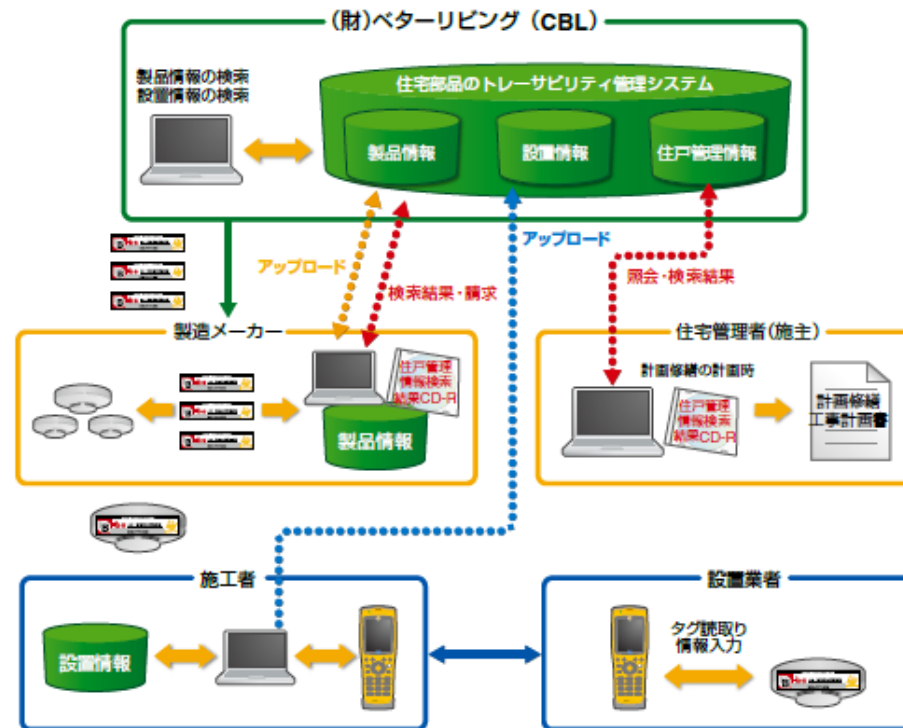 (財)ベターリビング（CBL）
製品情報の検索
設置情報の検索
住宅部品のトレーサビリティ管理システム
製品情報
設置情報
住戸管理情報
アップロード
アップロード
検索結果・請求
照会・検索結果
製造メーカー
住戸管理
情報検索
結果CD-R
製品情報
住宅管理者(施主)
計画修繕の計画時
住戸管理
情報検索
結果CD-R
計画修繕
工事計画書
施工者
設置情報
設置業者
タグ読取り
情報入力